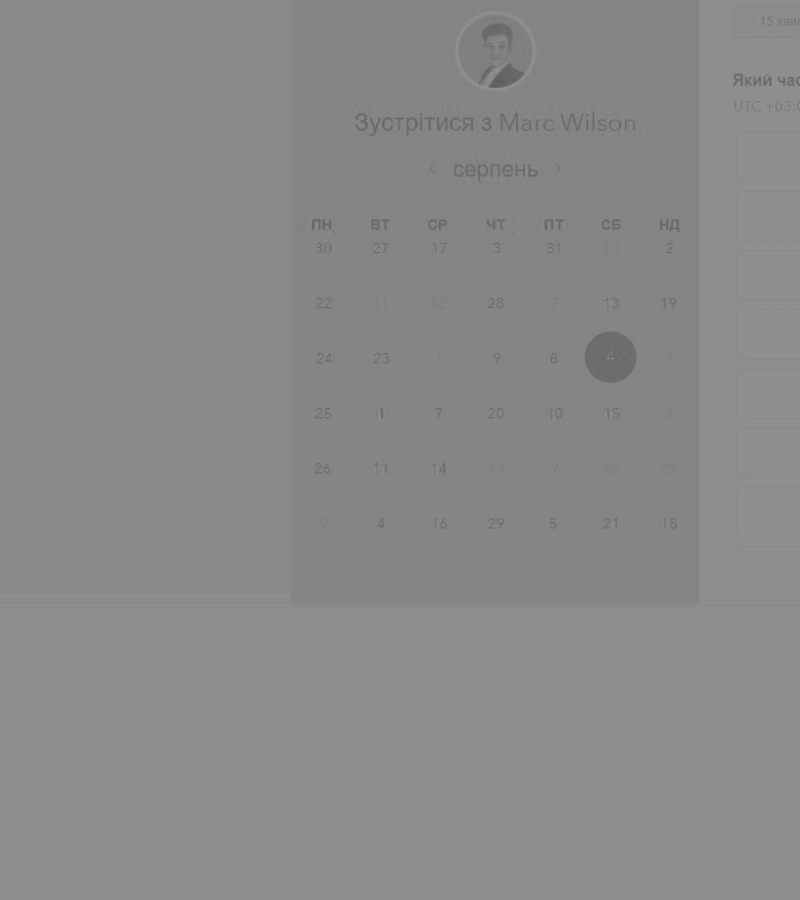 15 хвил
Зустрітися з Marc Wilson.
Який час
UTC +03:0
‹ серпень ›
ПН ВТ СР ЧТ ПТ СБ НД
30 27 17 3 31 14 2
22 11 12 28 2 13 19
24 23 1 9 8 4 1
25 1 7 20 10 15 2
26 11 14 14 9 12 29
9 4 16 29 5 21 18